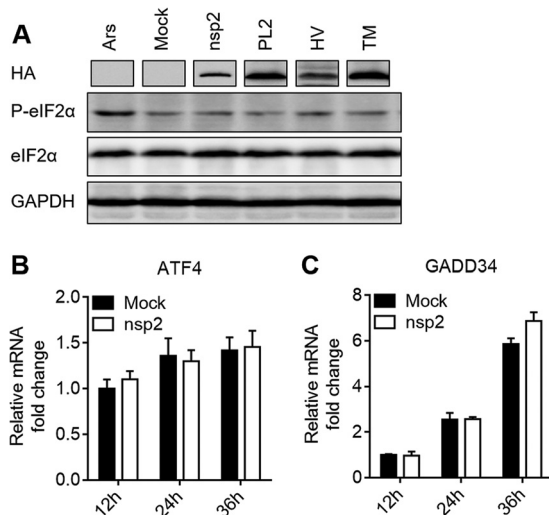 A
Ars Mock nsp2 PL2 HV TM
HA
P-eIF2α
eIF2α
GAPDH
B
ATF4
Relative mRNA
fold change
2.0
1.5
1.0
0.5
0.0
Mock
nsp2
12h 24h 36h
C
GADD34
Relative mRNA
fold change
8
6
4
2
0
Mock
nsp2
12h 24h 36h